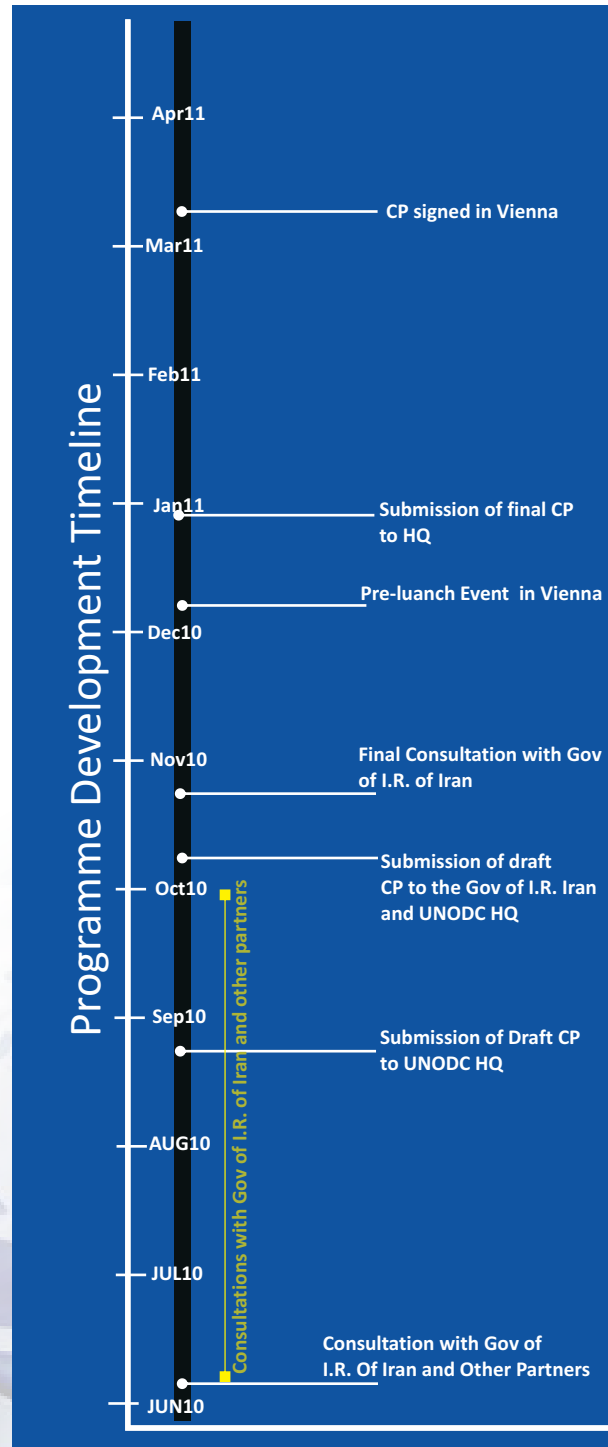 Programme Development Timeline
Apr11
CP signed in Vienna
Mar11
Feb11
Jan11
Submission of final CP
to HQ
Pre-luanch Event in Vienna
Dec10
Nov10
Final Consultation with Gov
of I.R. of Iran
Submission of draft
CP to the Gov of I.R. Iran
and UNODC HQ
Oct10
Consultations with Gov of I.R. of Iran and other partners
Sep10
Submission of Draft CP
to UNODC HQ
AUG10
JUL10
Consultation with Gov of
I.R. Of Iran and Other Partners
JUN10